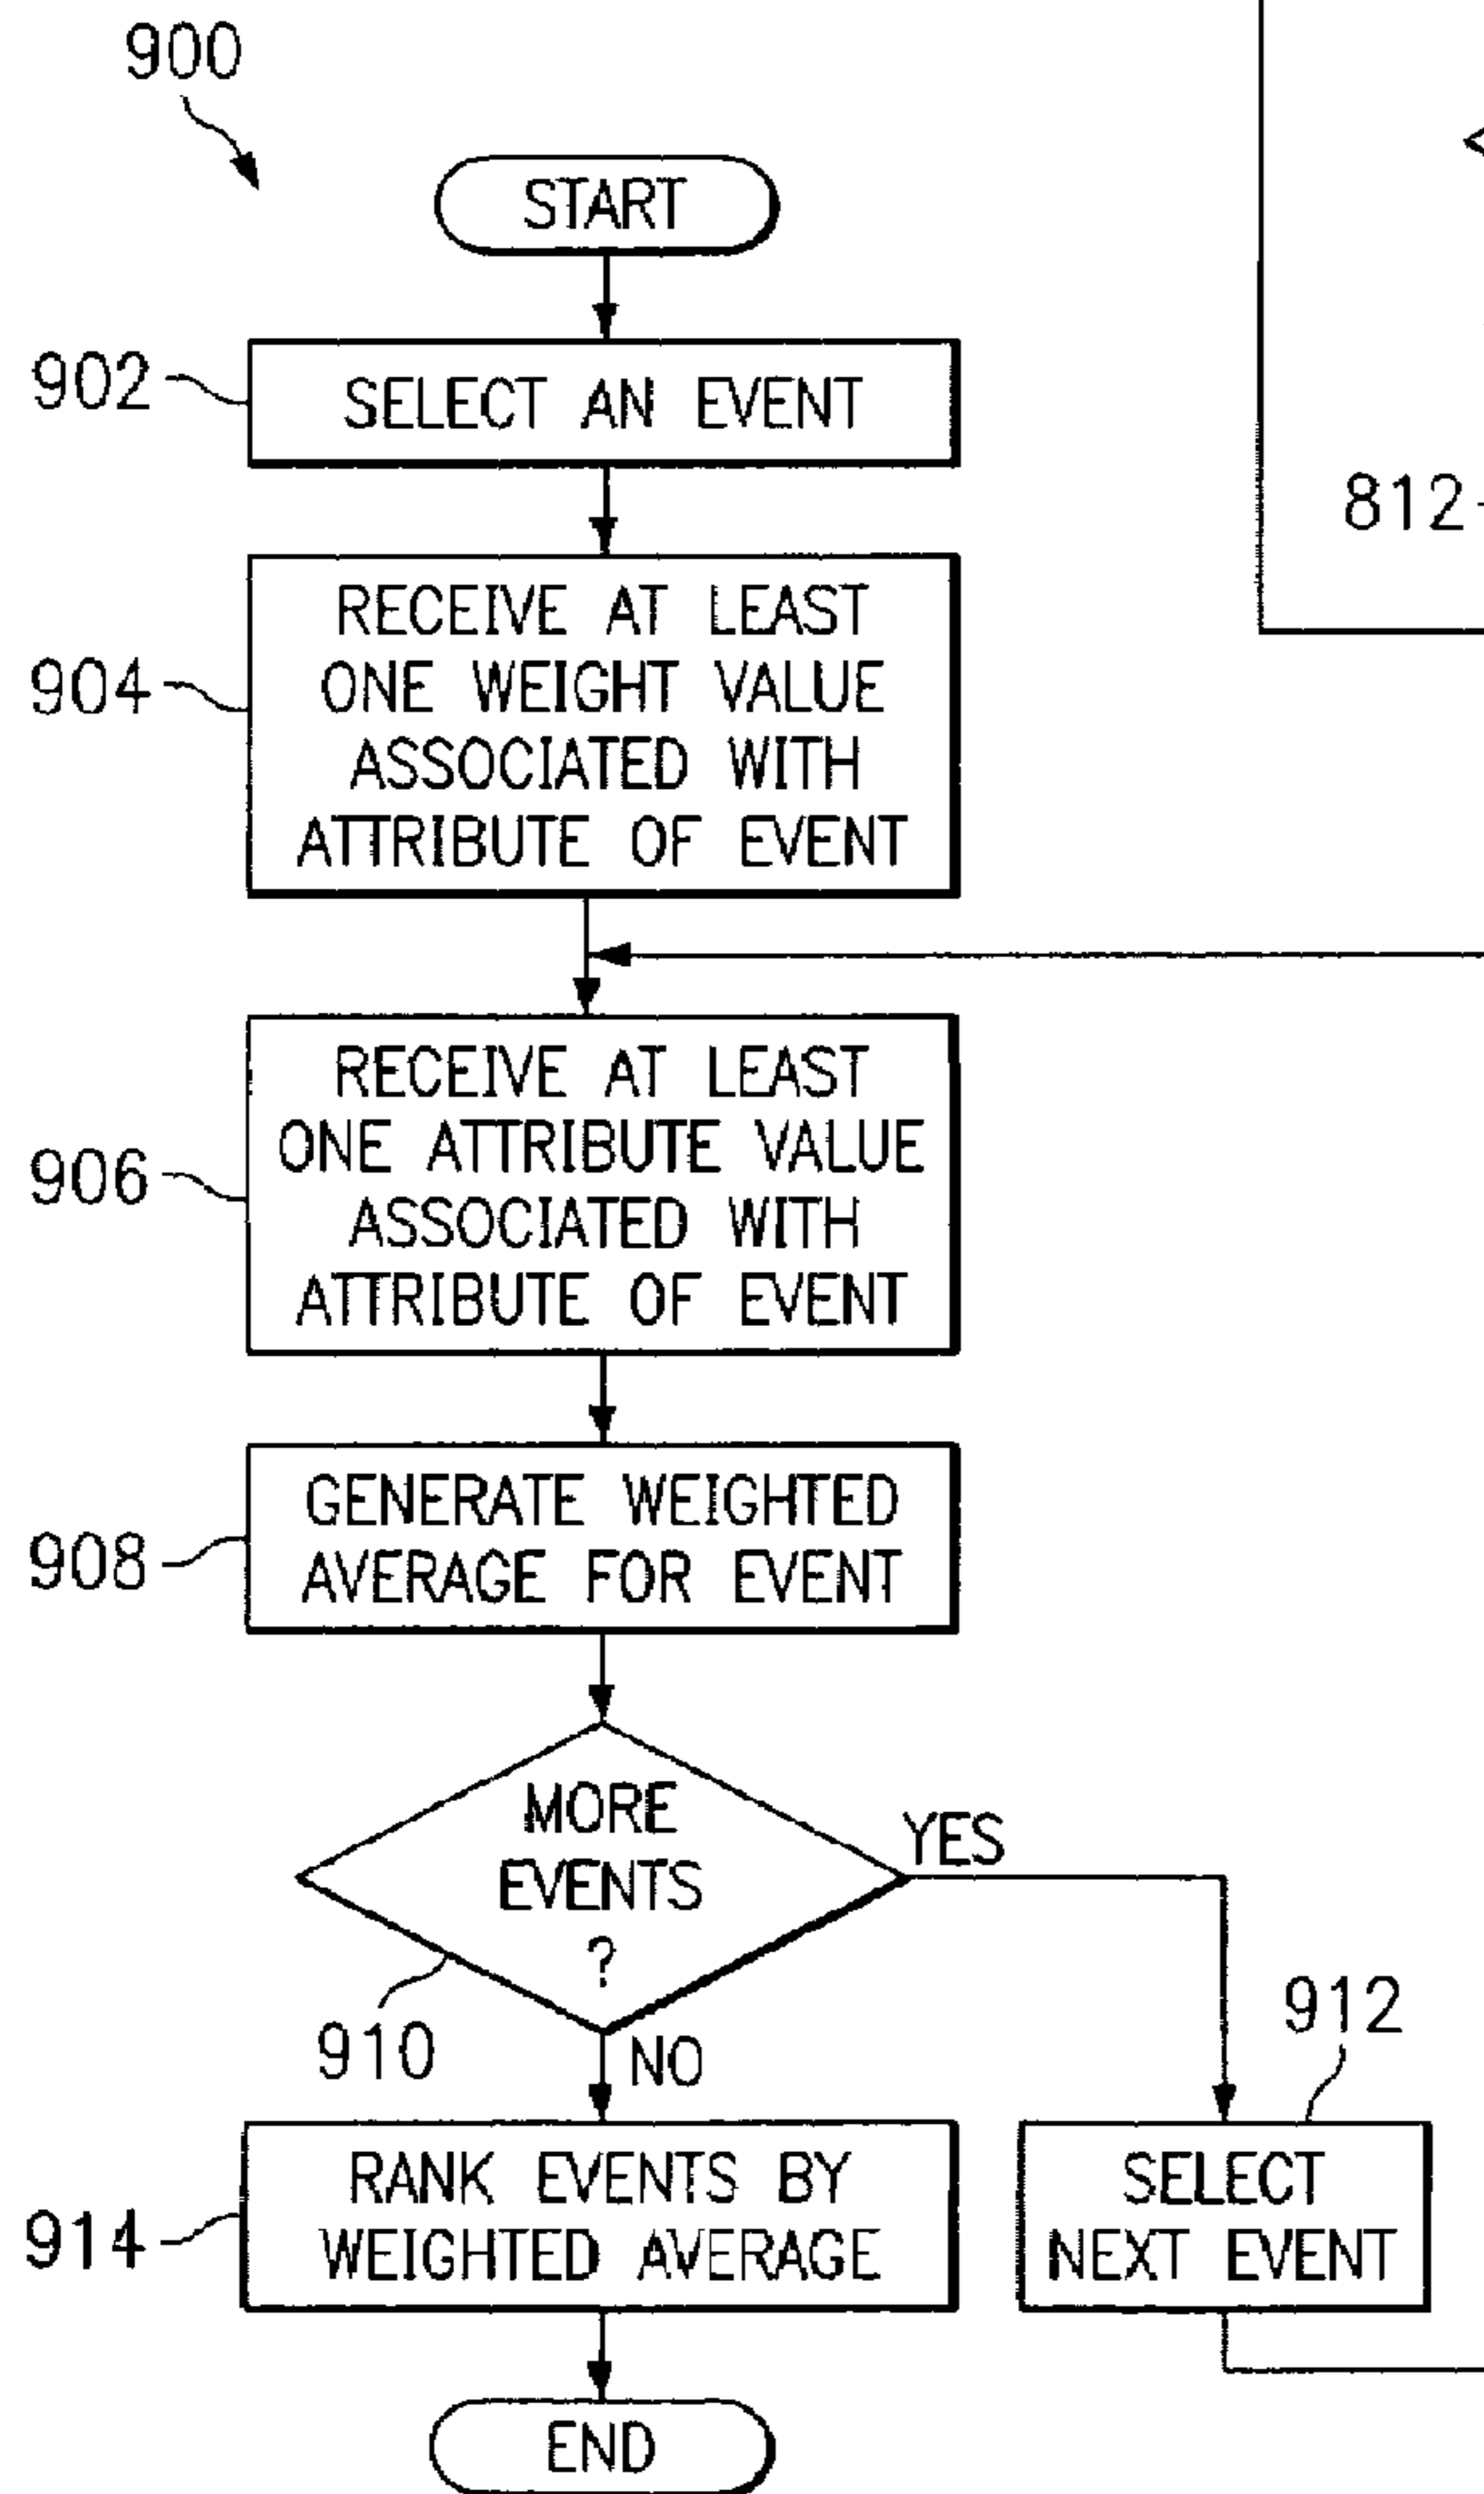 900
START
902
SELECT AN EVENT
812
904
RECEIVE AT LEAST
ONE WEIGHT VALUE
ASSOCIATED WITH
ATTRIBUTE OF EVENT
906
RECEIVE AT LEAST
ONE ATTRIBUTE VALUE
ASSOCIATED WITH
ATTRIBUTE OF EVENT
908
GENERATE WEIGHTED
AVERAGE FOR EVENT
MORE
EVENTS
?
YES
910
NO
912
914
RANK EVENTS BY
WEIGHTED AVERAGE
SELECT
NEXT EVENT
END